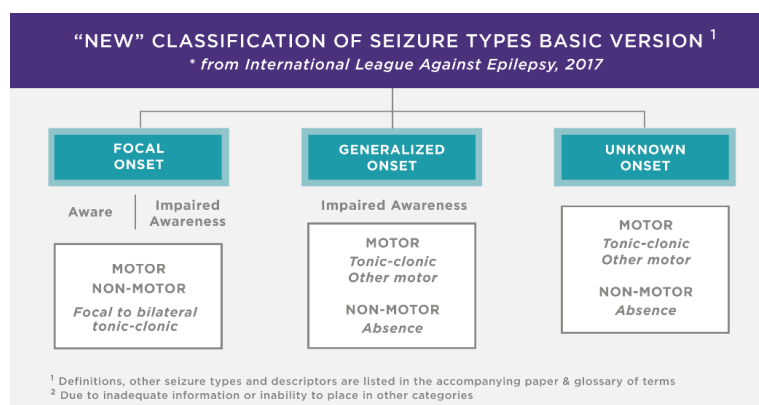 “NEW” CLASSIFICATION OF SEIZURE TYPES BASIC VERSION ¹
* from International League Against Epilepsy, 2017
FOCAL
ONSET
Aware
Impaired
Awareness
MOTOR
NON-MOTOR
Focal to bilateral
tonic-clonic
GENERALIZED
ONSET
Impaired Awareness
MOTOR
Tonic-clonic
Other motor
NON-MOTOR
Absence
UNKNOWN
ONSET
MOTOR
Tonic-clonic
Other motor
NON-MOTOR
Absence
¹ Definitions, other seizure types and descriptors are listed in the accompanying paper & glossary of terms
² Due to inadequate information or inability to place in other categories